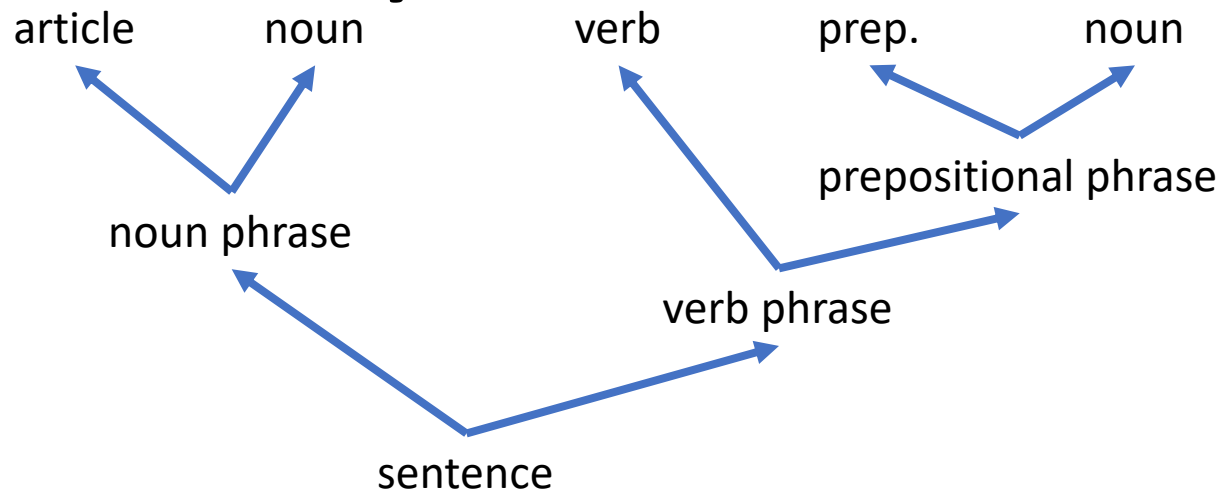 article noun verb prep. noun
prepositional phrase
noun phrase
verb phrase
sentence